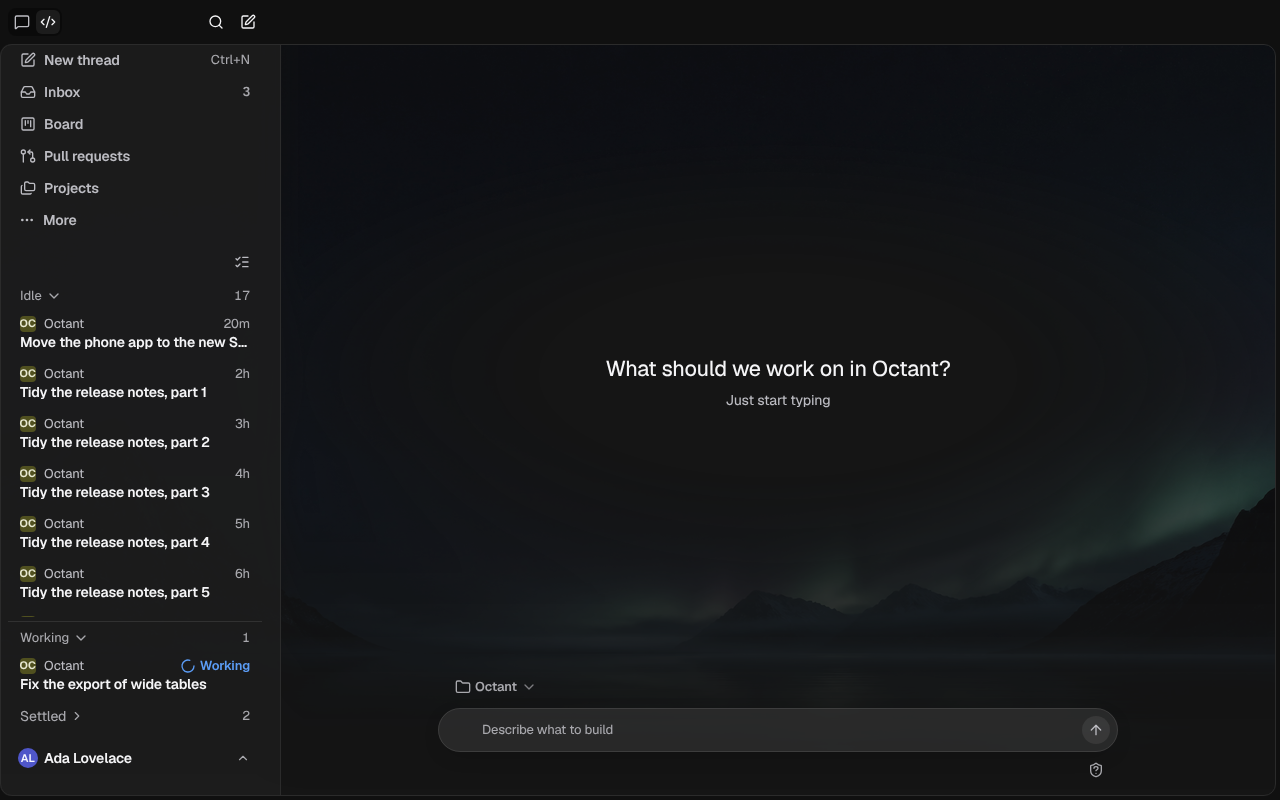 New thread Ctrl+N
Inbox 3
Board
Pull requests
Projects
More
Idle 17
OC Octant 20m
Move the phone app to the new S...
OC Octant 2h
Tidy the release notes, part 1
OC Octant 3h
Tidy the release notes, part 2
OC Octant 4h
Tidy the release notes, part 3
OC Octant 5h
Tidy the release notes, part 4
OC Octant 6h
Tidy the release notes, part 5
Working 1
OC Octant Working
Fix the export of wide tables
Settled 2
AL Ada Lovelace
What should we work on in Octant?
Just start typing
Octant
Describe what to build